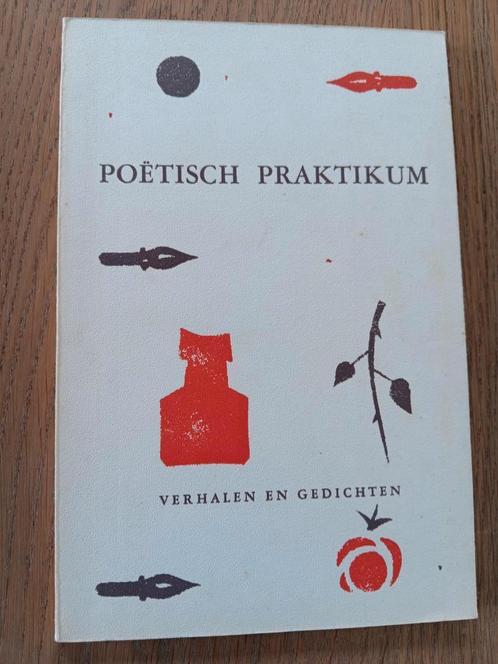 POËTISCH PRAKTIKUM
VERHALEN EN GEDICHTEN